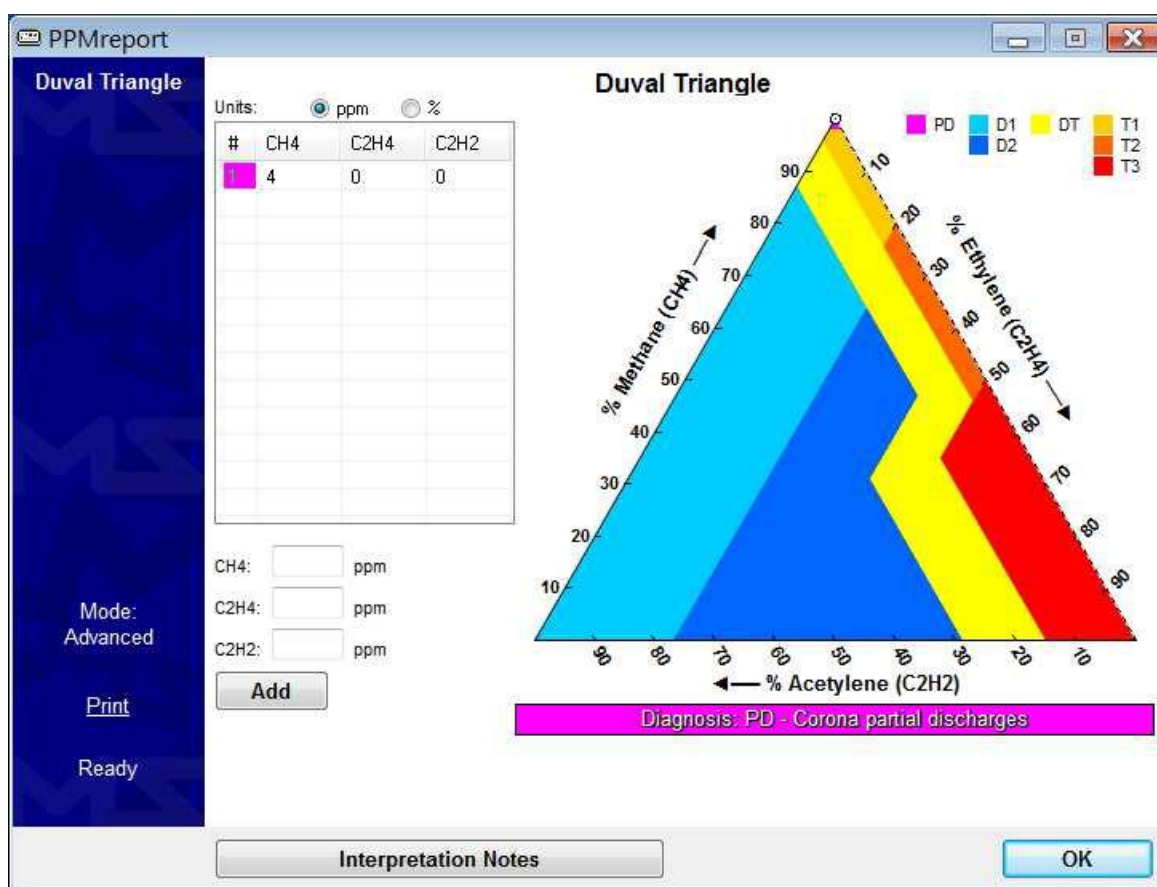 PPMreport
Duval Triangle
Mode:
Advanced
Print
Ready
Units: ppm %
# CH4 C2H4 C2H2
1 4 0 0
CH4: ppm
C2H4: ppm
C2H2: ppm
Add
Duval Triangle
PD D1 DT T1
D2 T2
T3
% Methane (CH4)
90
80
70
60
50
40
30
20
10
% Ethylene (C2H4)
10
20
30
40
50
60
70
80
90
90 80 70 60 50 40 30 20 10
% Acetylene (C2H2)
Diagnosis: PD - Corona partial discharges
Interpretation Notes
OK